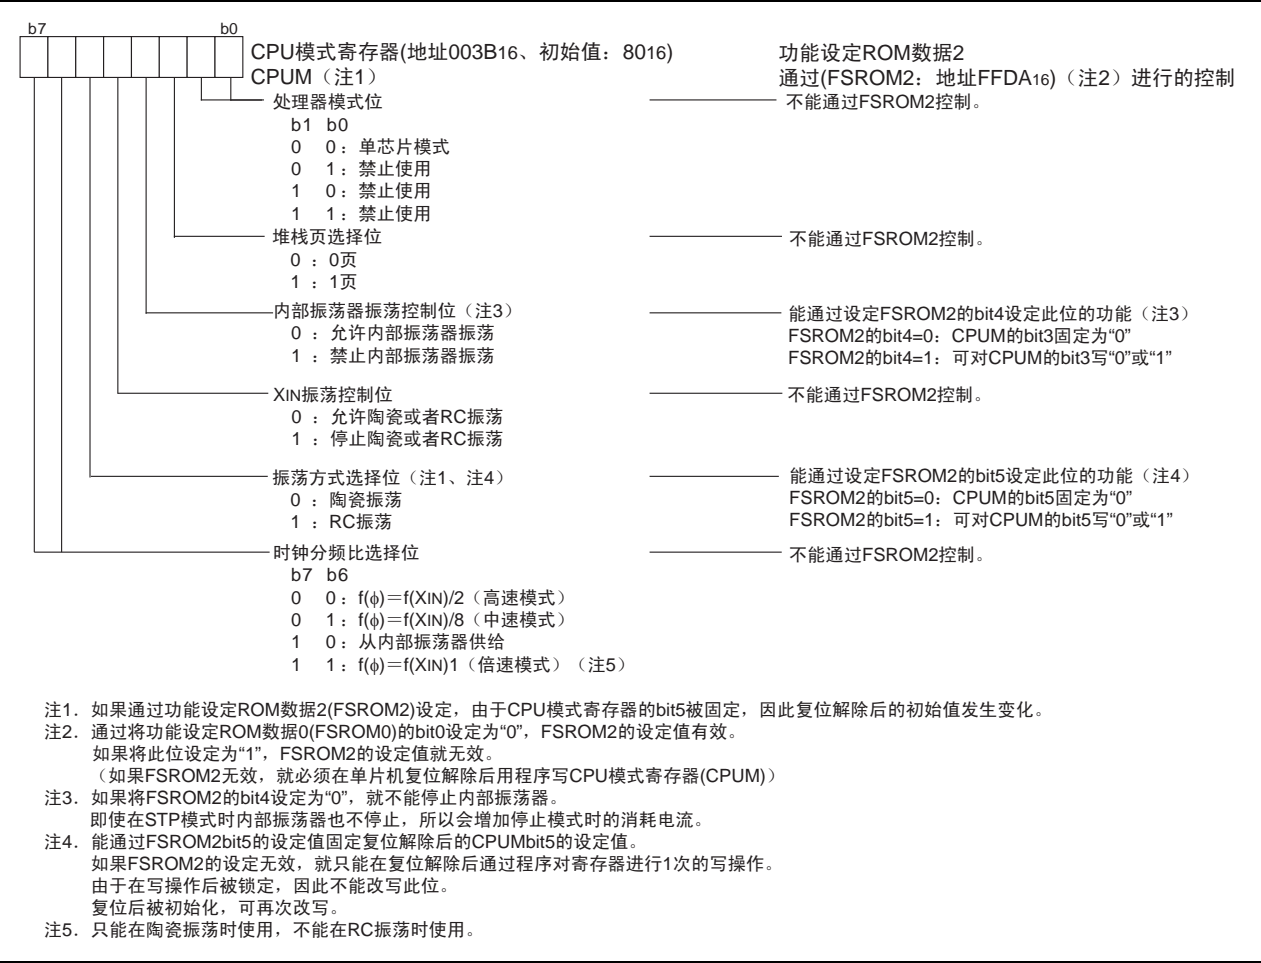 b7 b0
CPU模式寄存器(地址003B16、初始值：8016)
CPUM（注1）
功能设定ROM数据2
通过(FSROM2：地址FFDA16)（注2）进行的控制
处理器模式位
不能通过FSROM2控制。
b1 b0
0 0：单芯片模式
0 1：禁止使用
1 0：禁止使用
1 1：禁止使用
堆栈页选择位
不能通过FSROM2控制。
0 ：0页
1 ：1页
内部振荡器振荡控制位（注3）
0 ：允许内部振荡器振荡
1 ：禁止内部振荡器振荡
能通过设定FSROM2的bit4设定此位的功能（注3）
FSROM2的bit4=0：CPUM的bit3固定为“0”
FSROM2的bit4=1：可对CPUM的bit3写“0”或“1”
XIN振荡控制位
不能通过FSROM2控制。
0 ：允许陶瓷或者RC振荡
1 ：停止陶瓷或者RC振荡
振荡方式选择位（注1、注4）
0 ：陶瓷振荡
1 ：RC振荡
能通过设定FSROM2的bit5设定此位的功能（注4）
FSROM2的bit5=0：CPUM的bit5固定为“0”
FSROM2的bit5=1：可对CPUM的bit5写“0”或“1”
时钟分频比选择位
不能通过FSROM2控制。
b7 b6
0 0：f(ϕ)＝f(XIN)/2（高速模式）
0 1：f(ϕ)＝f(XIN)/8（中速模式）
1 0：从内部振荡器供给
1 1：f(ϕ)＝f(XIN)1（倍速模式）（注5）
注1．如果通过功能设定ROM数据2(FSROM2)设定，由于CPU模式寄存器的bit5被固定，因此复位解除后的初始值发生变化。
注2．通过将功能设定ROM数据0(FSROM0)的bit0设定为“0”，FSROM2的设定值有效。
如果将此位设定为“1”，FSROM2的设定值就无效。
（如果FSROM2无效，就必须在单片机复位解除后用程序写CPU模式寄存器(CPUM)）
注3．如果将FSROM2的bit4设定为“0”，就不能停止内部振荡器。
即使在STP模式时内部振荡器也不停止，所以会增加停止模式时的消耗电流。
注4．能通过FSROM2bit5的设定值固定复位解除后的CPUMbit5的设定值。
如果FSROM2的设定无效，就只能在复位解除后通过程序对寄存器进行1次的写操作。
由于在写操作后被锁定，因此不能改写此位。
复位后被初始化，可再次改写。
注5．只能在陶瓷振荡时使用，不能在RC振荡时使用。